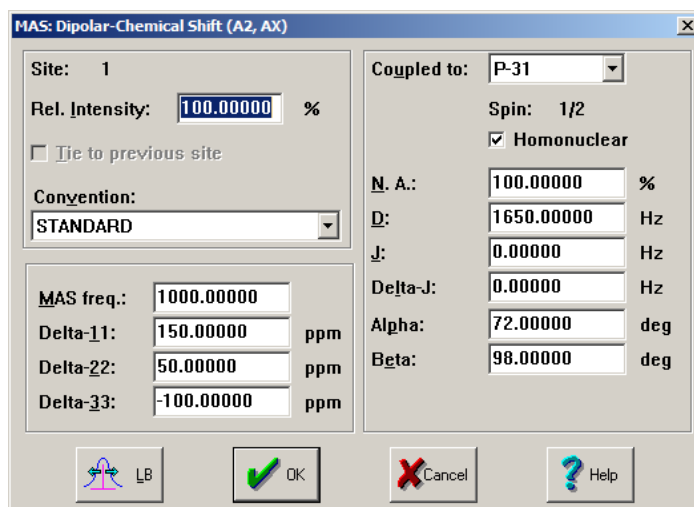 MAS: Dipolar-Chemical Shift (A2, AX)
Site: 1
Rel. Intensity: 100.00000 %
Tie to previous site
Convention:
STANDARD
MAS freq.: 1000.00000
Delta-11: 150.00000 ppm
Delta-22: 50.00000 ppm
Delta-33: -100.00000 ppm
Coupled to: P-31
Spin: 1/2
Homonuclear
N. A.: 100.00000 %
D: 1650.00000 Hz
J: 0.00000 Hz
Delta-J: 0.00000 Hz
Alpha: 72.00000 deg
Beta: 98.00000 deg
LB
OK
Cancel
Help